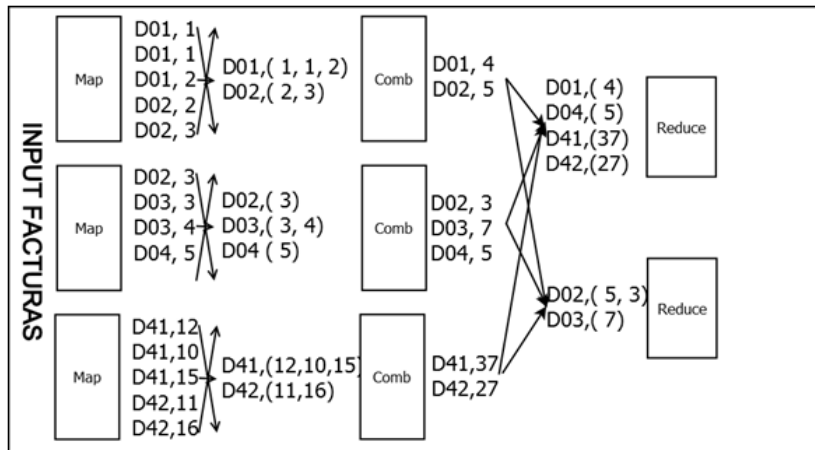 INPUT FACTURAS
Map
D01, 1
D01, 1
D01, 2
D02, 2
D02, 3
D01,( 1, 1, 2)
D02,( 2, 3)
Comb
D01, 4
D02, 5
Map
D02, 3
D03, 3
D03, 4
D04, 5
D02,( 3)
D03,( 3, 4)
D04 ( 5)
Comb
D02, 3
D03, 7
D04, 5
Map
D41,12
D41,10
D41,15
D42,11
D42,16
D41,(12,10,15)
D42,(11,16)
Comb
D41,37
D42,27
D01,( 4)
D04,( 5)
D41,(37)
D42,(27)
Reduce
D02,( 5, 3)
D03,( 7)
Reduce